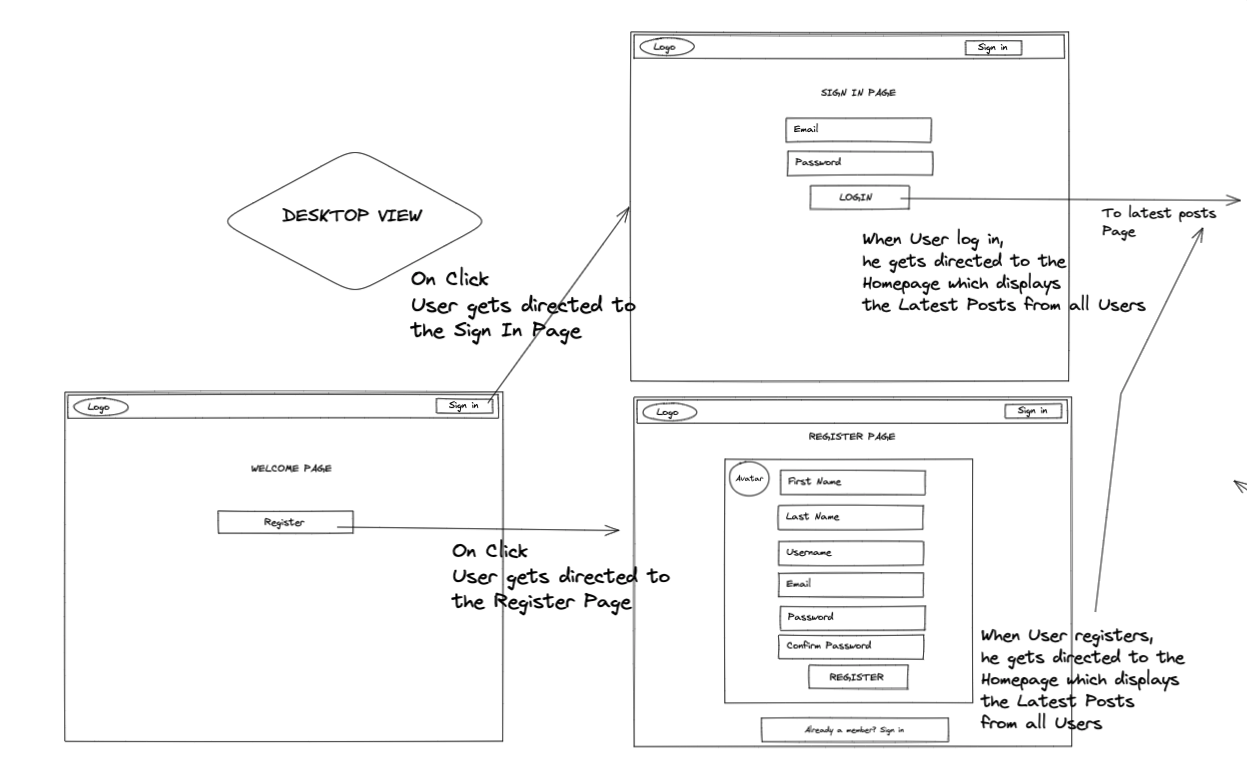 DESKTOP VIEW
On Click
User gets directed to
the Sign In Page
Logo
Sign in
WELCOME PAGE
Register
On Click
User gets directed to
the Register Page
Logo
Sign in
SIGN IN PAGE
Email
Password
LOGIN
To latest posts
Page
When User log in,
he gets directed to the
Homepage which displays
the Latest Posts from all Users
Logo
Sign in
REGISTER PAGE
Avatar
First Name
Last Name
Username
Email
Password
Confirm Password
REGISTER
Already a member? Sign in
When User registers,
he gets directed to the
Homepage which displays
the Latest Posts
from all Users